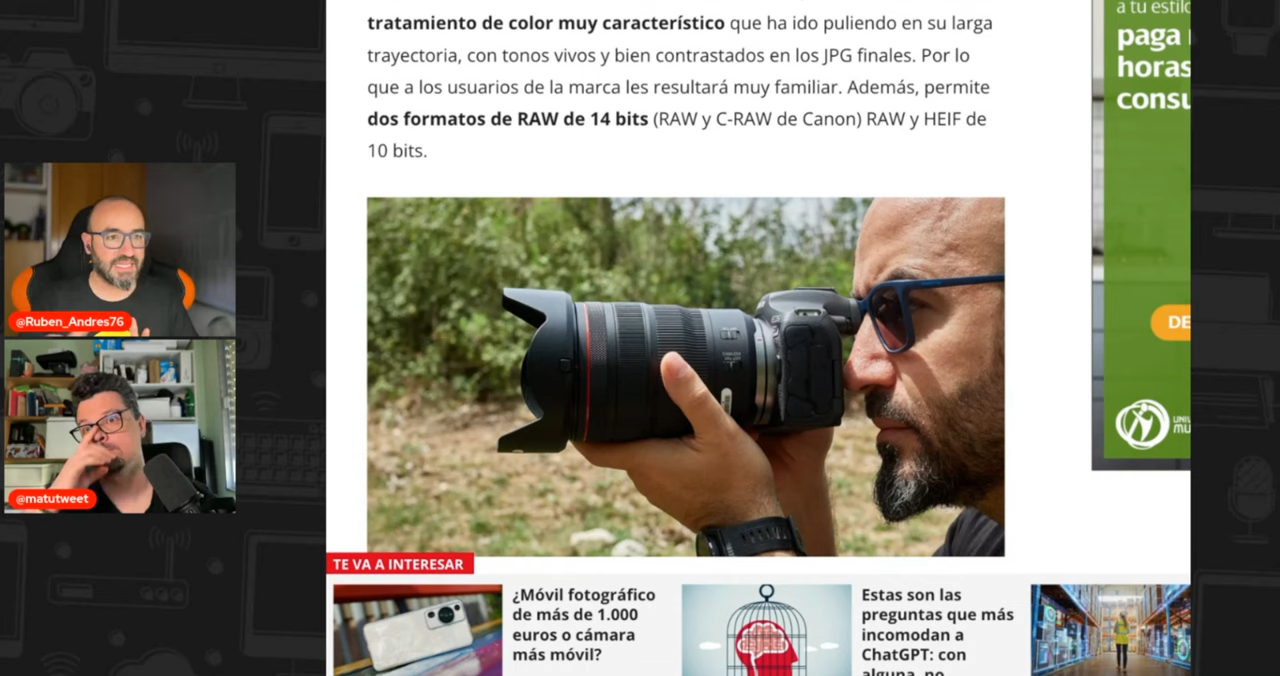 tratamiento de color muy característico que ha ido puliendo en su larga
trayectoria, con tonos vivos y bien contrastados en los JPG finales. Por lo
que a los usuarios de la marca les resultará muy familiar. Además, permite
dos formatos de RAW de 14 bits (RAW y C-RAW de Canon) RAW y HEIF de
10 bits.
a tu estilo
paga
horas
consu
DE
@Ruben_Andres76
@matutweet
TE VA A INTERESAR
¿Móvil fotográfico
de más de 1.000
euros o cámara
más móvil?
Estas son las
preguntas que más
incomodan a
ChatGPT: con
alguna, no